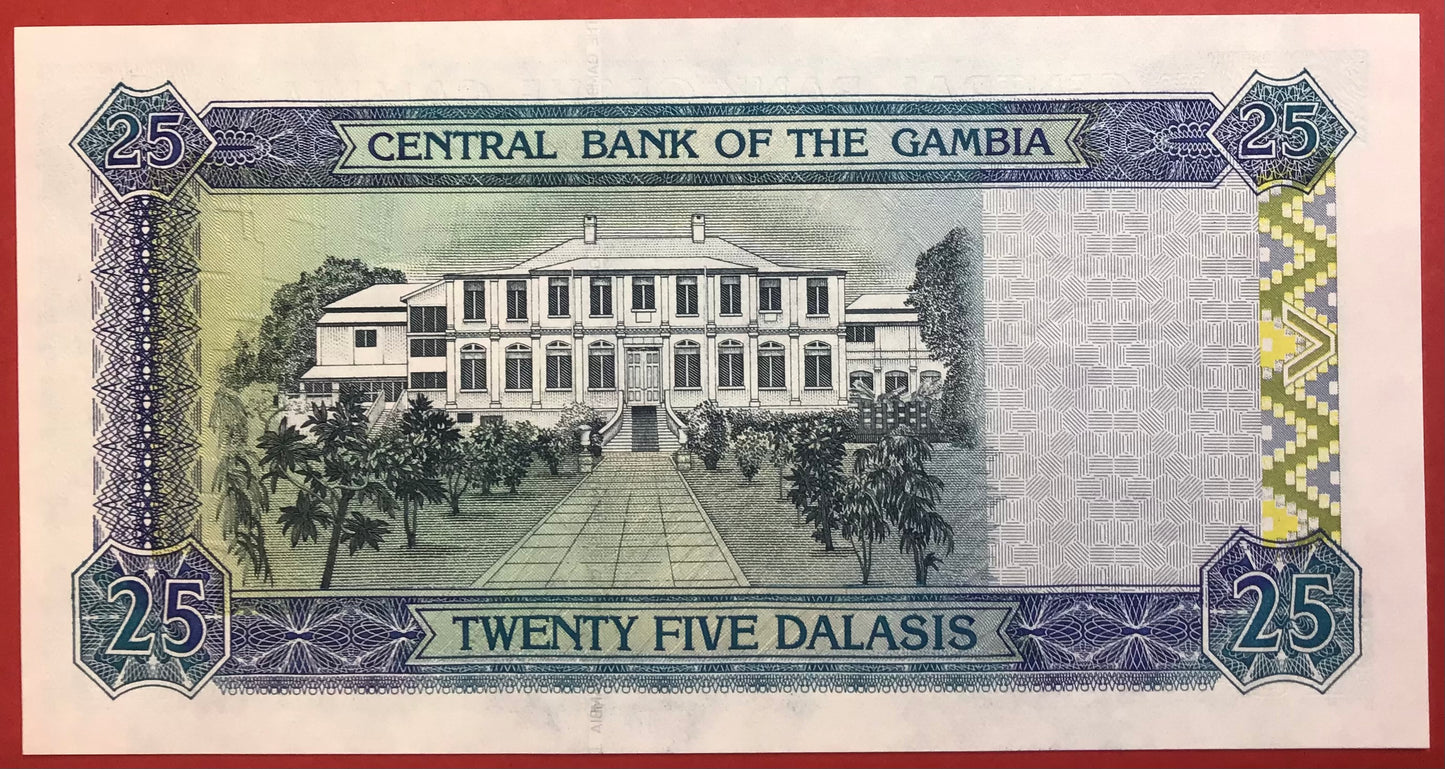 25 CENTRAL BANK OF THE GAMBIA 25
25 TWENTY FIVE DALASIS 25